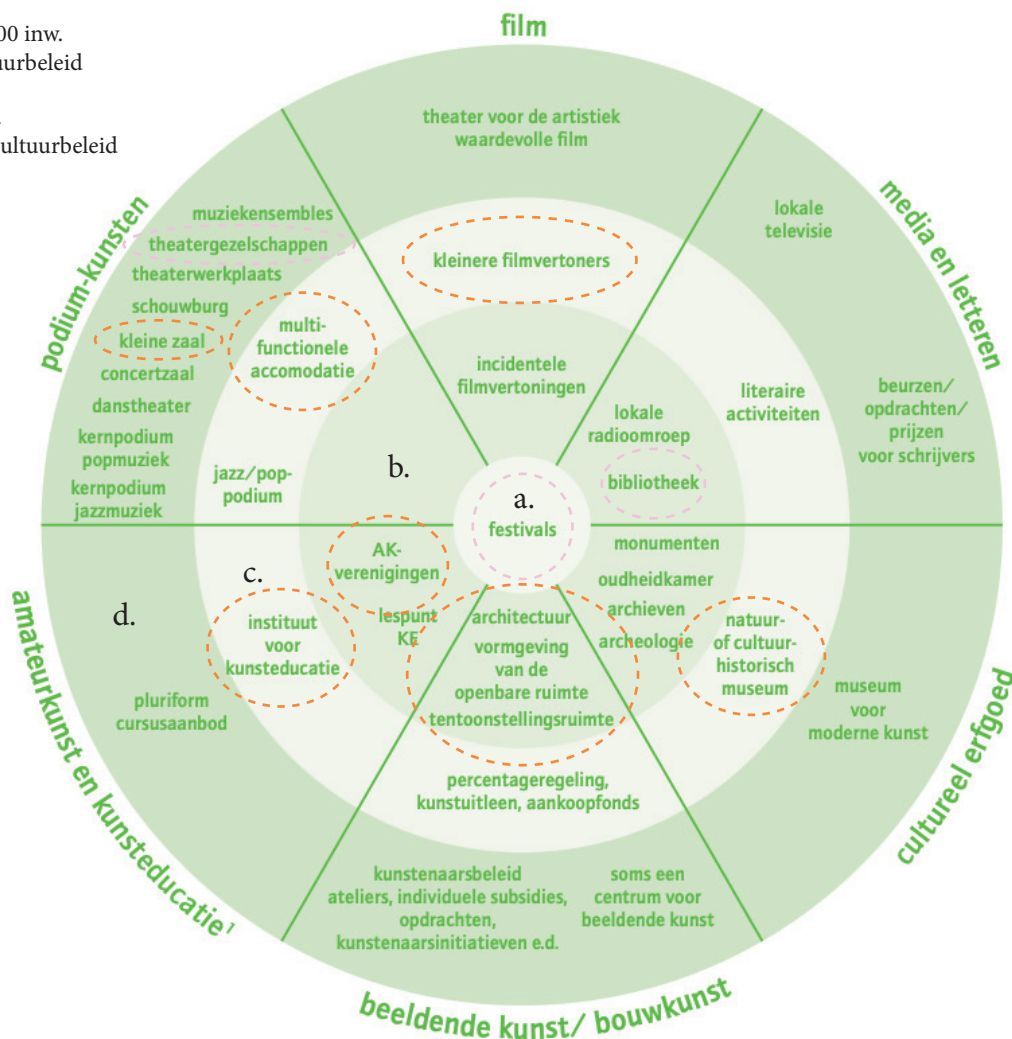 00 inw.
uurbeleid
ultuurbeleid
film
theater voor de artistiek
waardevolle film
kleinere filmvertoners
incidentele
filmvertoningen
media en letteren
lokale
televisie
beurzen/
opdrachten/
prijzen
voor schrijvers
literaire
activiteiten
lokale
radioomroep
bibliotheek
podium-kunsten
muziekensembles
theatergezelschappen
theaterwerkplaats
schouwburg
kleine zaal
concertzaal
danstheater
kernpodium
popmuziek
kernpodium
jazzmuziek
multi-
functionele
accomodatie
jazz/pop-
podium
b.
a.
festivals
amateurkunst en kunsteducatie¹
AK-
verenigingen
lespunt
KE
c.
instituut
voor
kunsteducatie
d.
pluriform
cursusaanbod
architectuur
vormgeving
van de
openbare ruimte
tentoonstellingsruimte
percentageregeling,
kunstuitleen, aankoopfonds
kunstenaarsbeleid
ateliers, individuele subsidies,
opdrachten,
kunstenaarsinitiatieven e.d.
soms een
centrum voor
beeldende kunst
beeldende kunst/ bouwkunst
monumenten
oudheidkamer
archieven
archeologie
natuur-
of cultuur-
historisch
museum
museum
voor
moderne kunst
cultureel erfgoed